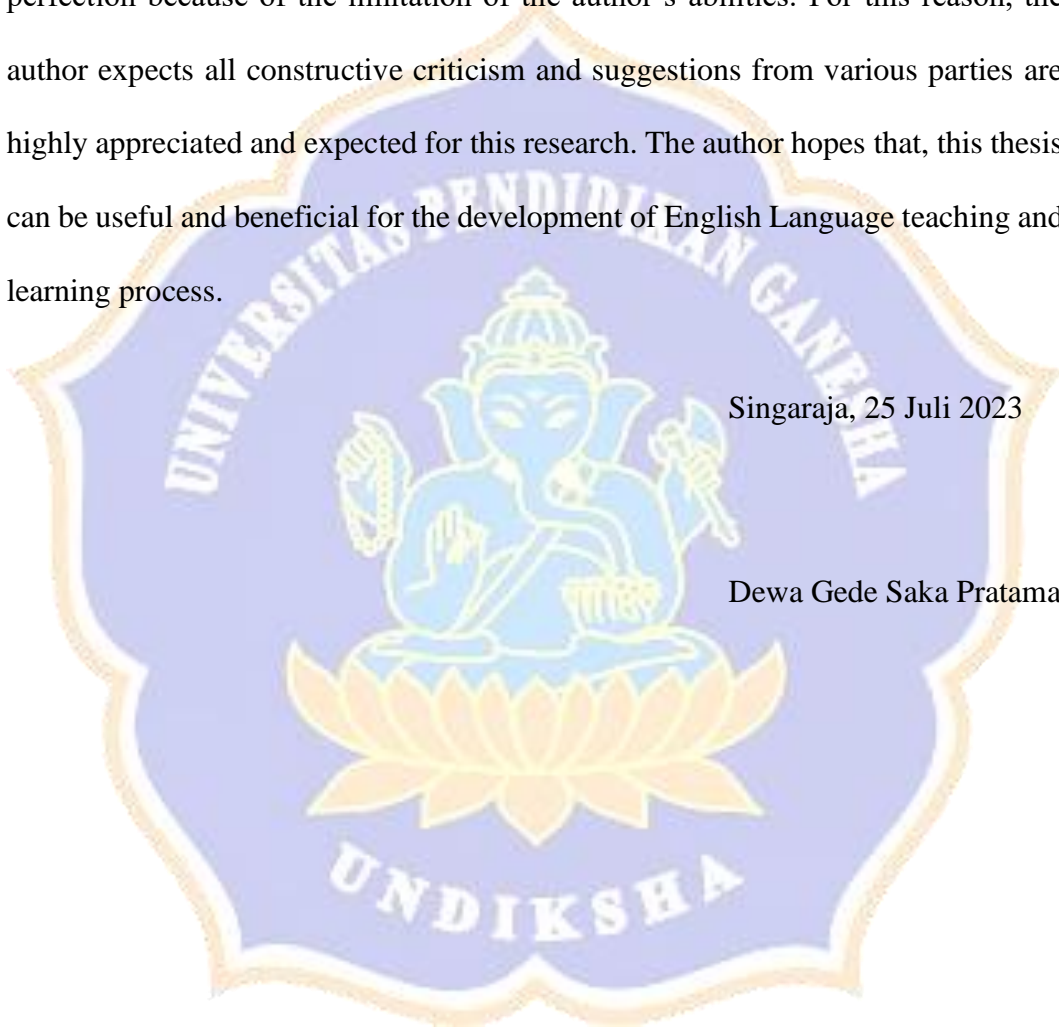 perfection because of the limitation of the author's abilities. For this reason, the
author expects all constructive criticism and suggestions from various parties are
highly appreciated and expected for this research. The author hopes that, this thesis
can be useful and beneficial for the development of English Language teaching and
learning process.
UNIVERSITAS PENDIDIKAN GANESHA
Singaraja, 25 Juli 2023
Dewa Gede Saka Pratama
UNDIKSHA